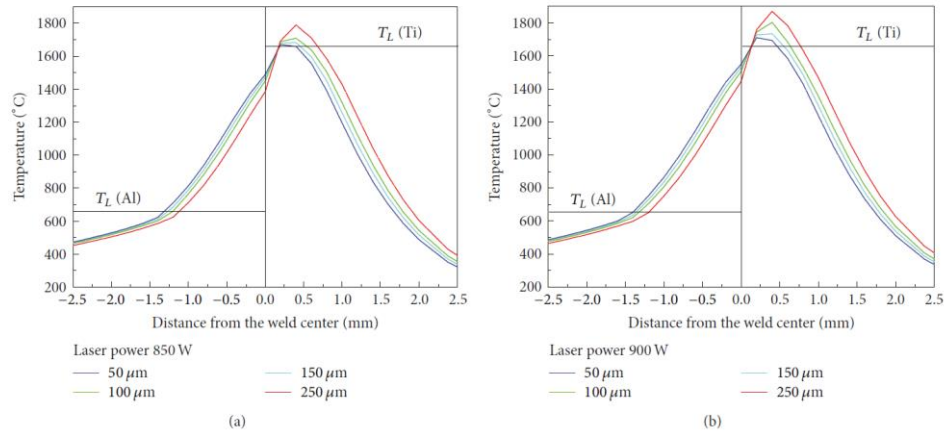 1800
1600
1400
1200
1000
800
600
400
200
Temperature (°C)
T_L (Ti)
T_L (Al)
−2.5 −2.0 −1.5 −1.0 −0.5 0.0 0.5 1.0 1.5 2.0 2.5
Distance from the weld center (mm)
Laser power 850 W
50 μm 150 μm
100 μm 250 μm
(a)
1800
1600
1400
1200
1000
800
600
400
200
Temperature (°C)
T_L (Ti)
T_L (Al)
−2.5 −2.0 −1.5 −1.0 −0.5 0.0 0.5 1.0 1.5 2.0 2.5
Distance from the weld center (mm)
Laser power 900 W
50 μm 150 μm
100 μm 250 μm
(b)